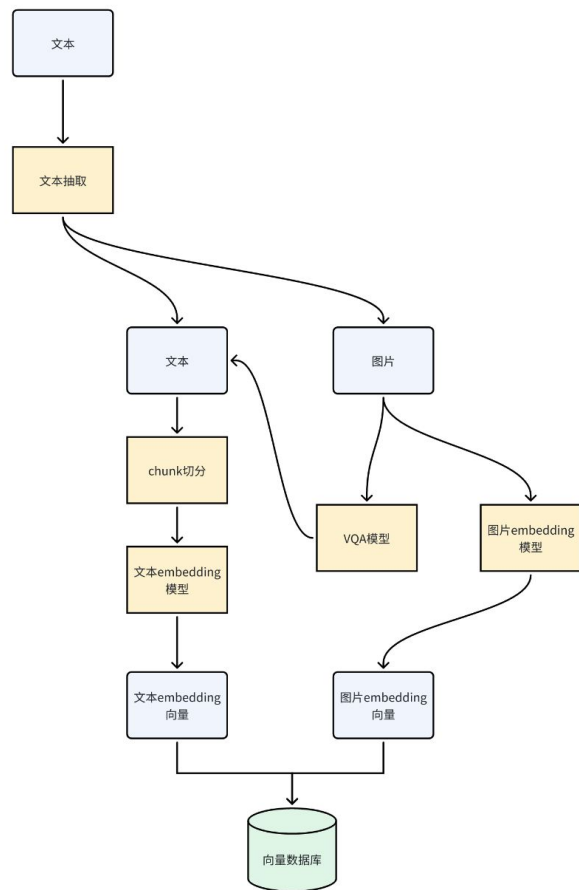 文本
文本抽取
文本
图片
chunk切分
VQA模型
图片embedding
模型
文本embedding
模型
文本embedding
向量
图片embedding
向量
向量数据库